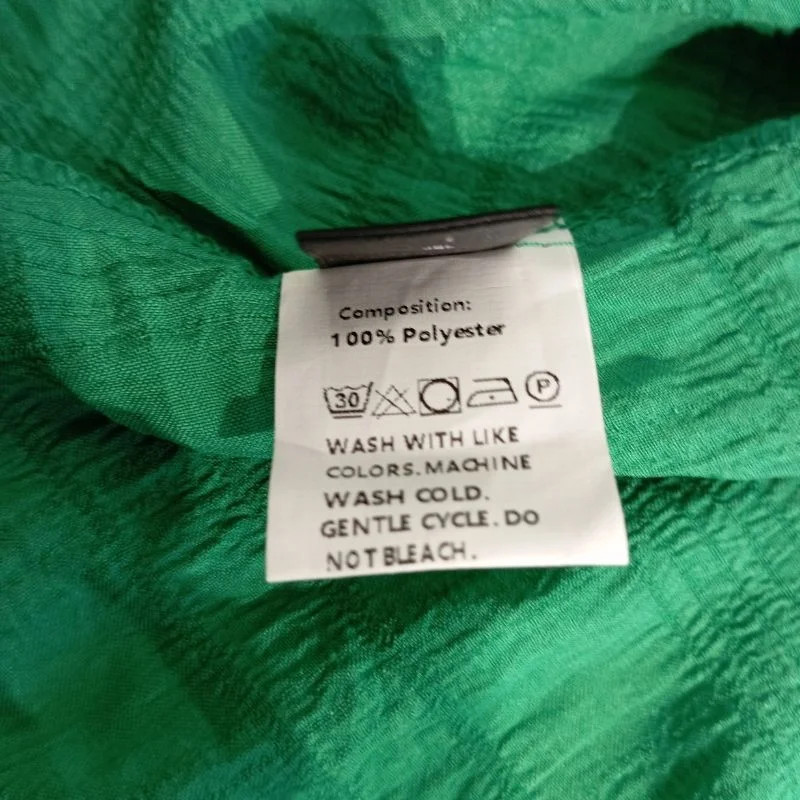 Composition:
100% Polyester
30 P
WASH WITH LIKE
COLORS.MACHINE
WASH COLD.
GENTLE CYCLE.DO
NOT BLEACH.